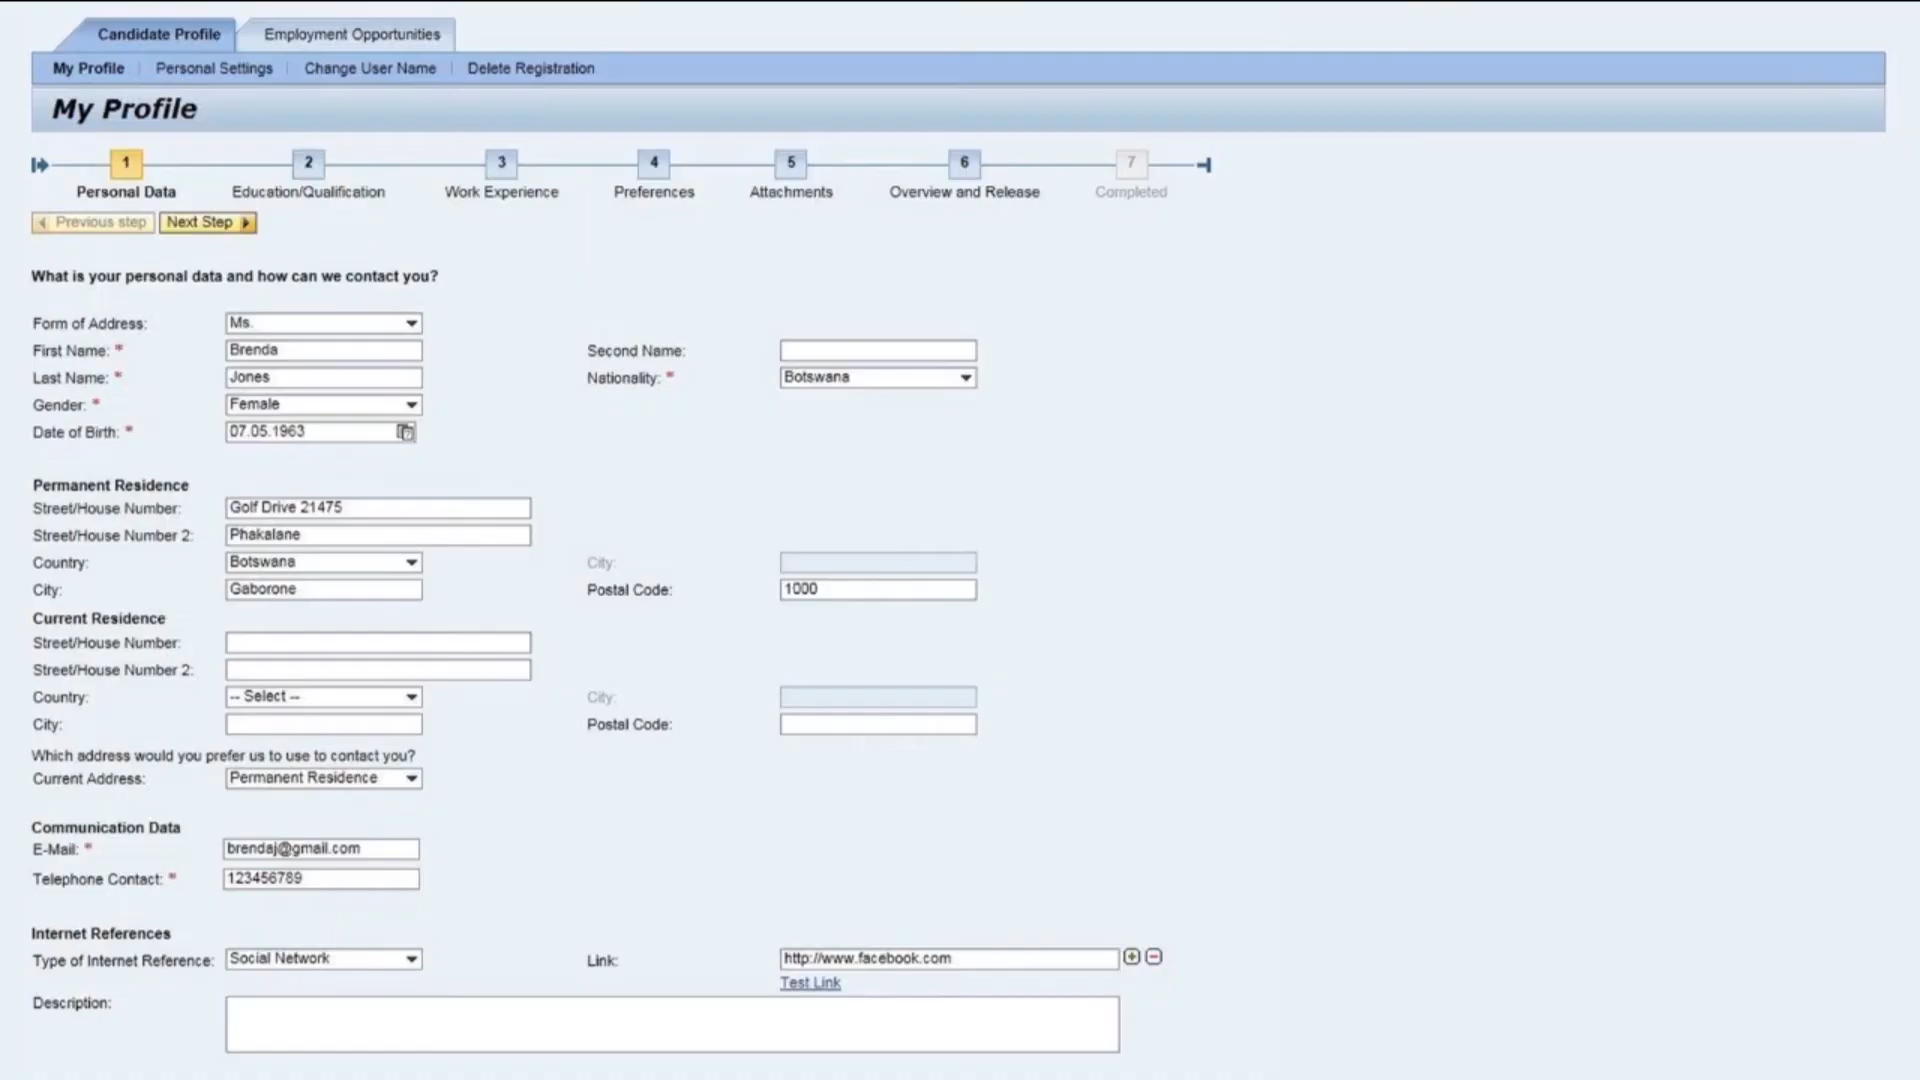 Candidate Profile Employment Opportunities
My Profile Personal Settings Change User Name Delete Registration
My Profile
1 2 3 4 5 6 7
Personal Data Education/Qualification Work Experience Preferences Attachments Overview and Release Completed
Previous step Next Step
What is your personal data and how can we contact you?
Form of Address: Ms.
First Name: * Brenda Second Name:
Last Name: * Jones Nationality: * Botswana
Gender: * Female
Date of Birth: * 07.05.1963
Permanent Residence
Street/House Number: Golf Drive 21475
Street/House Number 2: Phakalane
Country: Botswana City:
City: Gaborone Postal Code: 1000
Current Residence
Street/House Number:
Street/House Number 2:
Country: -- Select -- City:
City: Postal Code:
Which address would you prefer us to use to contact you?
Current Address: Permanent Residence
Communication Data
E-Mail: * brendaj@gmail.com
Telephone Contact: * 123456789
Internet References
Type of Internet Reference: Social Network Link: http://www.facebook.com
Test Link
Description: